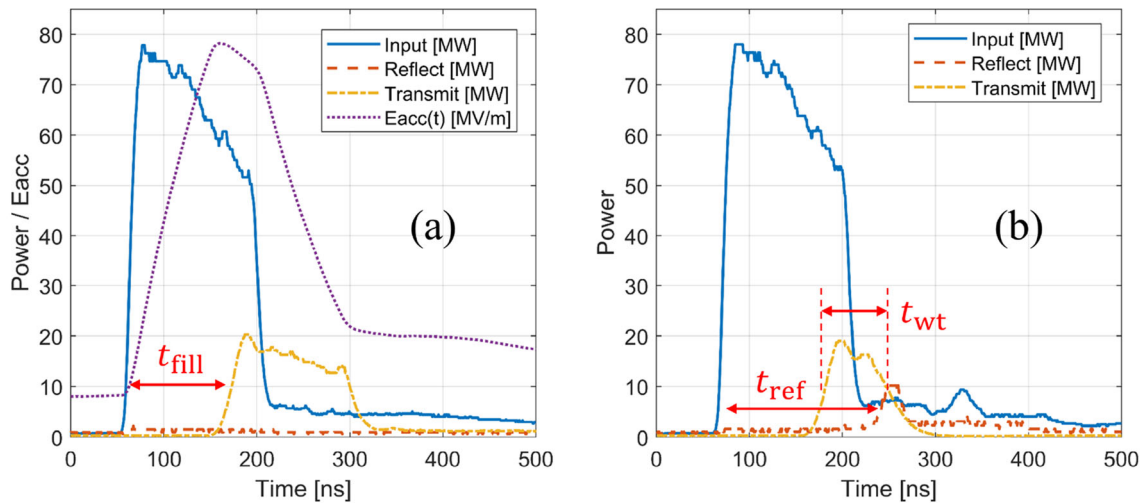 80
70
60
50
40
30
20
10
0
Power / Eacc
0
100
200
300
400
500
Time [ns]
Input [MW]
Reflect [MW]
Transmit [MW]
Eacc(t) [MV/m]
(a)
t_fill
80
70
60
50
40
30
20
10
0
Power
0
100
200
300
400
500
Time [ns]
Input [MW]
Reflect [MW]
Transmit [MW]
(b)
t_wt
t_ref